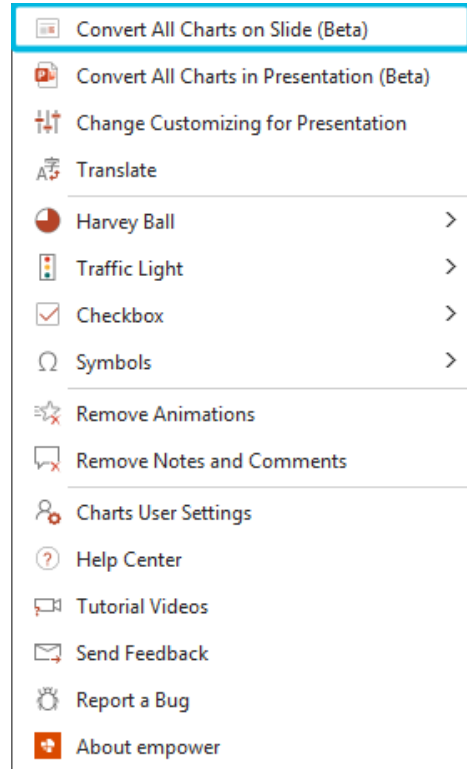 Convert All Charts on Slide (Beta)
Convert All Charts in Presentation (Beta)
Change Customizing for Presentation
Translate
Harvey Ball
Traffic Light
Checkbox
Symbols
Remove Animations
Remove Notes and Comments
Charts User Settings
Help Center
Tutorial Videos
Send Feedback
Report a Bug
About empower